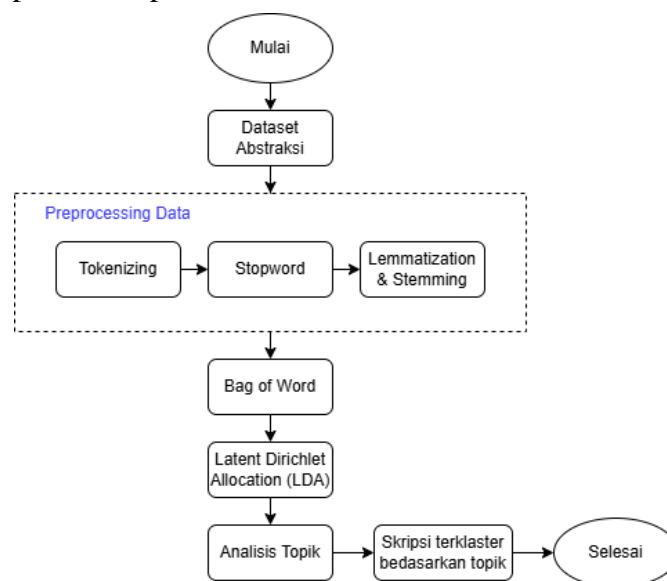 Mulai
Dataset
Abstraksi
Preprocessing Data
Tokenizing
Stopword
Lemmatization
& Stemming
Bag of Word
Latent Dirichlet
Allocation (LDA)
Analisis Topik
Skripsi terklaster
bedasarkan topik
Selesai